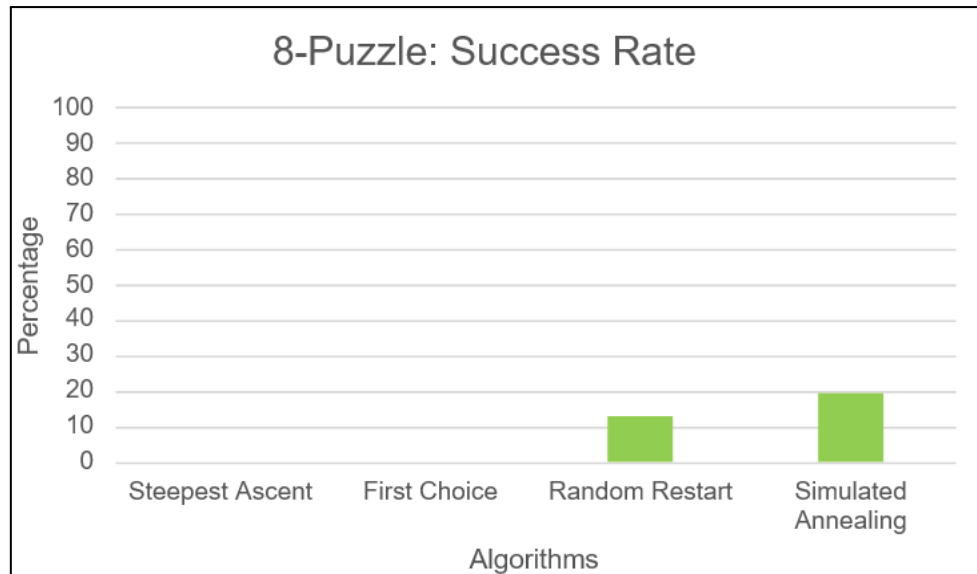 8-Puzzle: Success Rate
Percentage
100
90
80
70
60
50
40
30
20
10
0
Steepest Ascent
First Choice
Random Restart
Simulated
Annealing
Algorithms